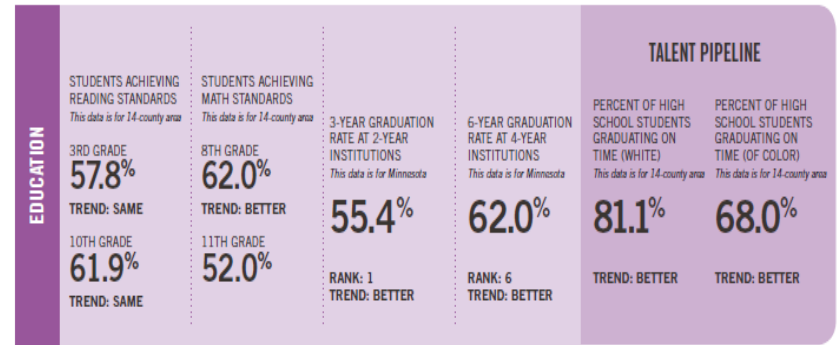 EDUCATION
STUDENTS ACHIEVING
READING STANDARDS
This data is for 14-county area
3RD GRADE
57.8%
TREND: SAME
10TH GRADE
61.9%
TREND: SAME
STUDENTS ACHIEVING
MATH STANDARDS
This data is for 14-county area
8TH GRADE
62.0%
TREND: BETTER
11TH GRADE
52.0%
3-YEAR GRADUATION
RATE AT 2-YEAR
INSTITUTIONS
This data is for Minnesota
55.4%
RANK: 1
TREND: BETTER
6-YEAR GRADUATION
RATE AT 4-YEAR
INSTITUTIONS
This data is for Minnesota
62.0%
RANK: 6
TREND: BETTER
TALENT PIPELINE
PERCENT OF HIGH
SCHOOL STUDENTS
GRADUATING ON
TIME (WHITE)
This data is for 14-county area
81.1%
TREND: BETTER
PERCENT OF HIGH
SCHOOL STUDENTS
GRADUATING ON
TIME (OF COLOR)
This data is for 14-county area
68.0%
TREND: BETTER